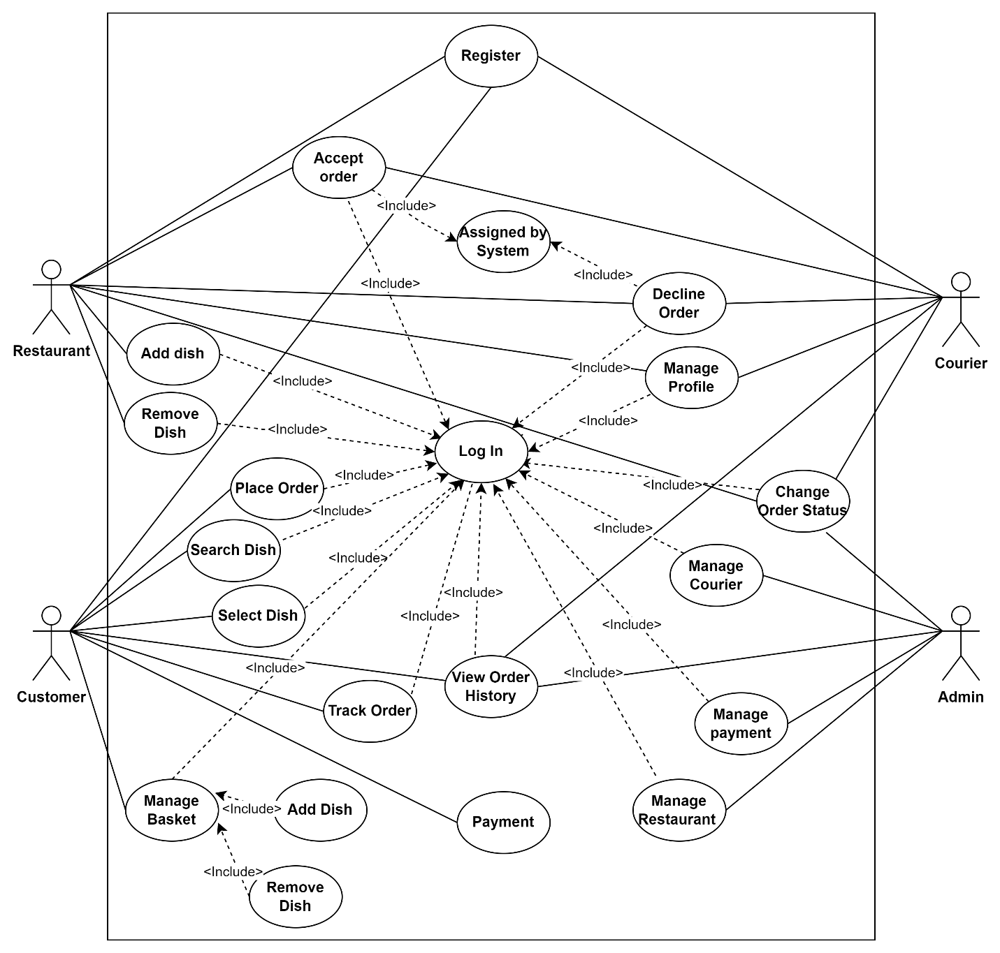 Register
Accept
order
<Include>
Assigned by
System
<Include>
<Include>
Decline
Order
Restaurant
Courier
Add dish
<Include>
<Include>
Manage
Profile
Remove
Dish
<Include>
<Include>
Log In
Place Order
<Include>
<Include>
Change
Order Status
<Include>
Search Dish
<Include>
<Include>
Manage
Courier
<Include>
Select Dish
<Include>
<Include>
<Include>
<Include>
View Order
History
Customer
Admin
Track Order
Manage
payment
Manage
Basket
<Include>
Add Dish
Payment
Manage
Restaurant
<Include>
Remove
Dish